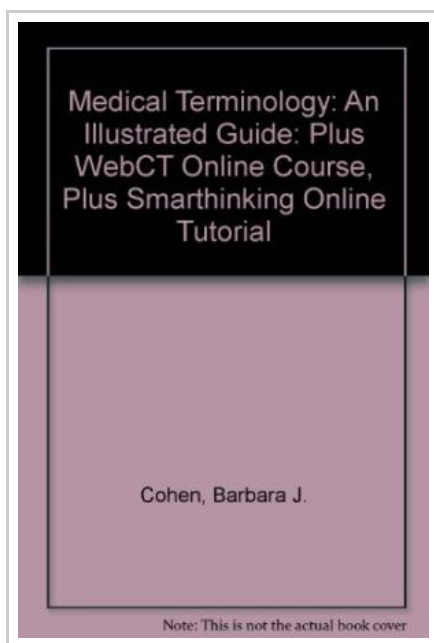 Medical Terminology: An
Illustrated Guide: Plus
WebCT Online Course,
Plus Smarthinking Online
Tutorial
Cohen, Barbara J.
Note: This is not the actual book cover